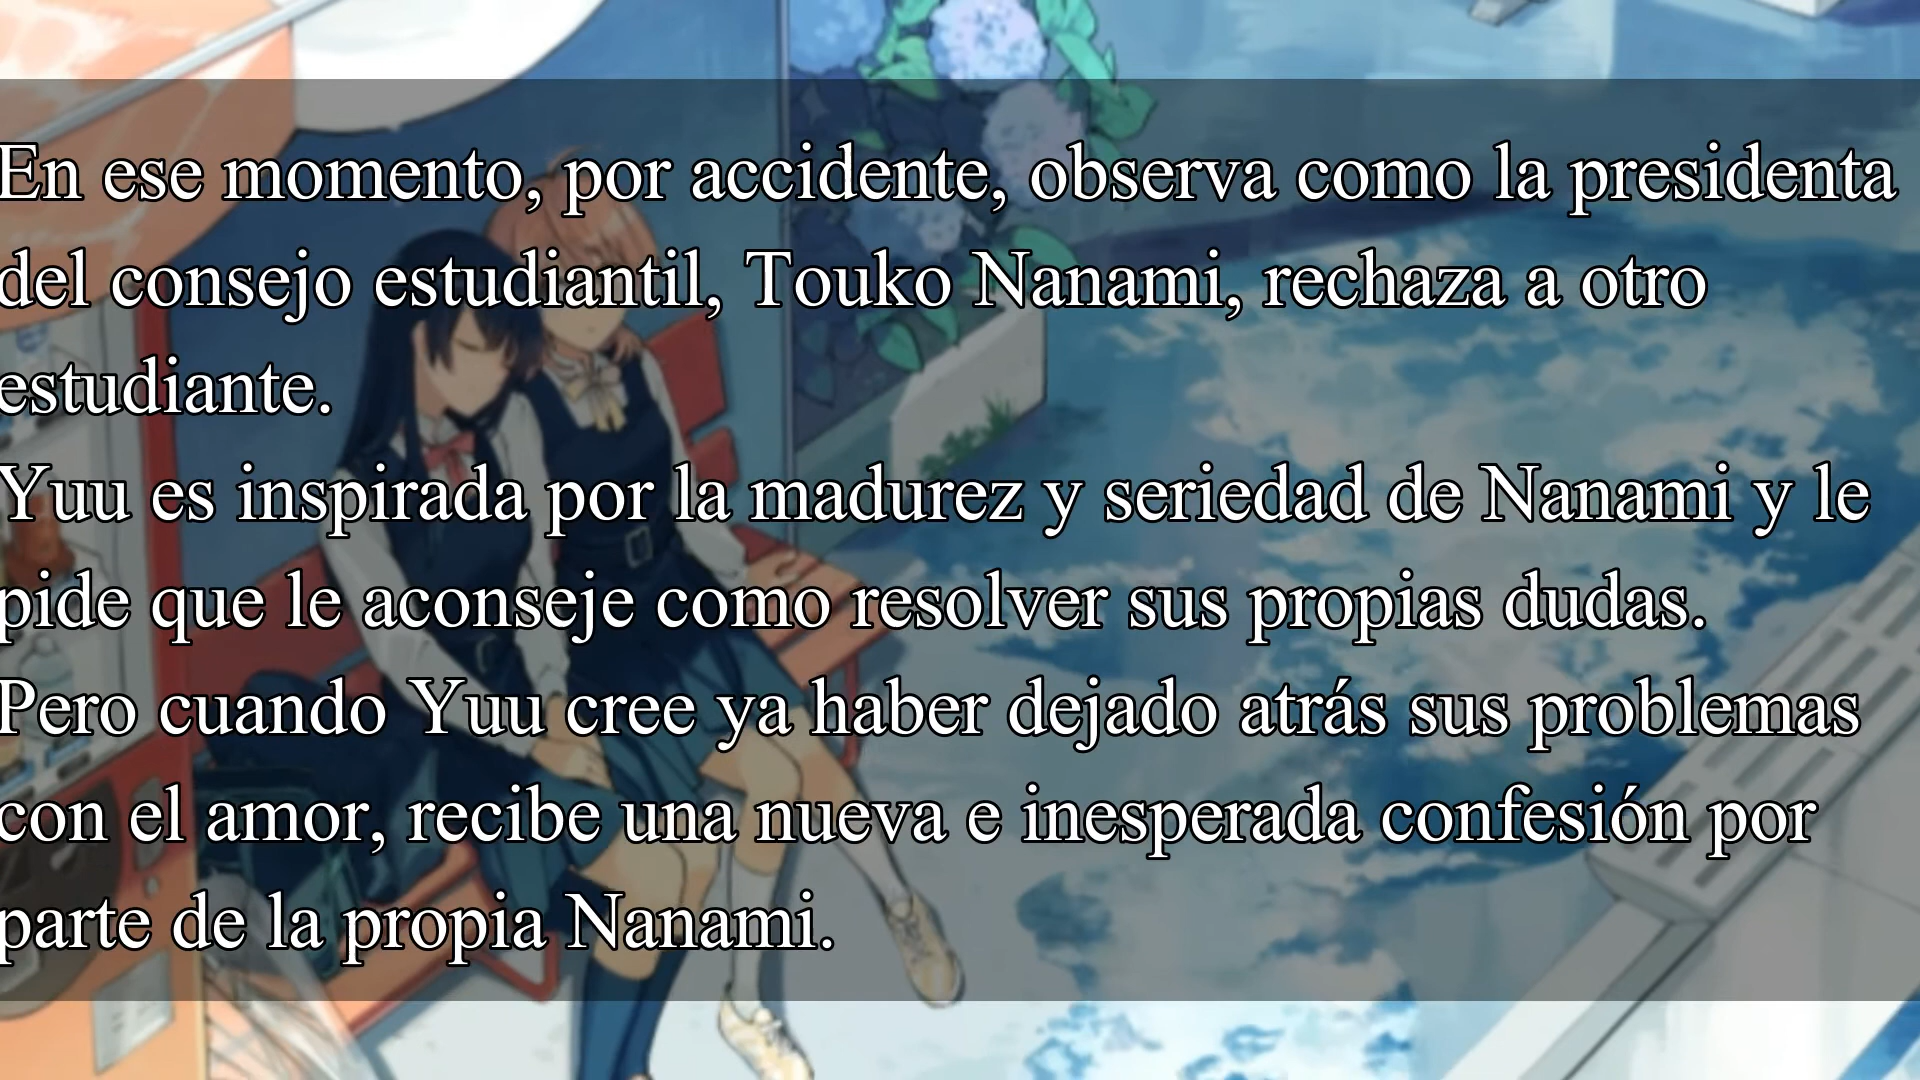 En ese momento, por accidente, observa como la presidenta
del consejo estudiantil, Touko Nanami, rechaza a otro
estudiante.
Yuu es inspirada por la madurez y seriedad de Nanami y le
pide que le aconseje como resolver sus propias dudas.
Pero cuando Yuu cree ya haber dejado atrás sus problemas
con el amor, recibe una nueva e inesperada confesión por
parte de la propia Nanami.